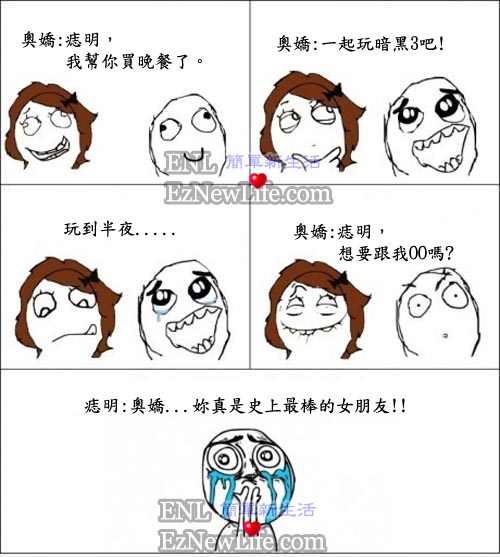 奧嬌:痣明，
我幫你買晚餐了。
奧嬌:一起玩暗黑3吧!
ENL 簡單新生活
EzNewLife.com
玩到半夜.....
奧嬌:痣明，
想要跟我OO嗎?
痣明:奧嬌...妳真是史上最棒的女朋友!!
ENL 簡單新生活
EzNewLife.com